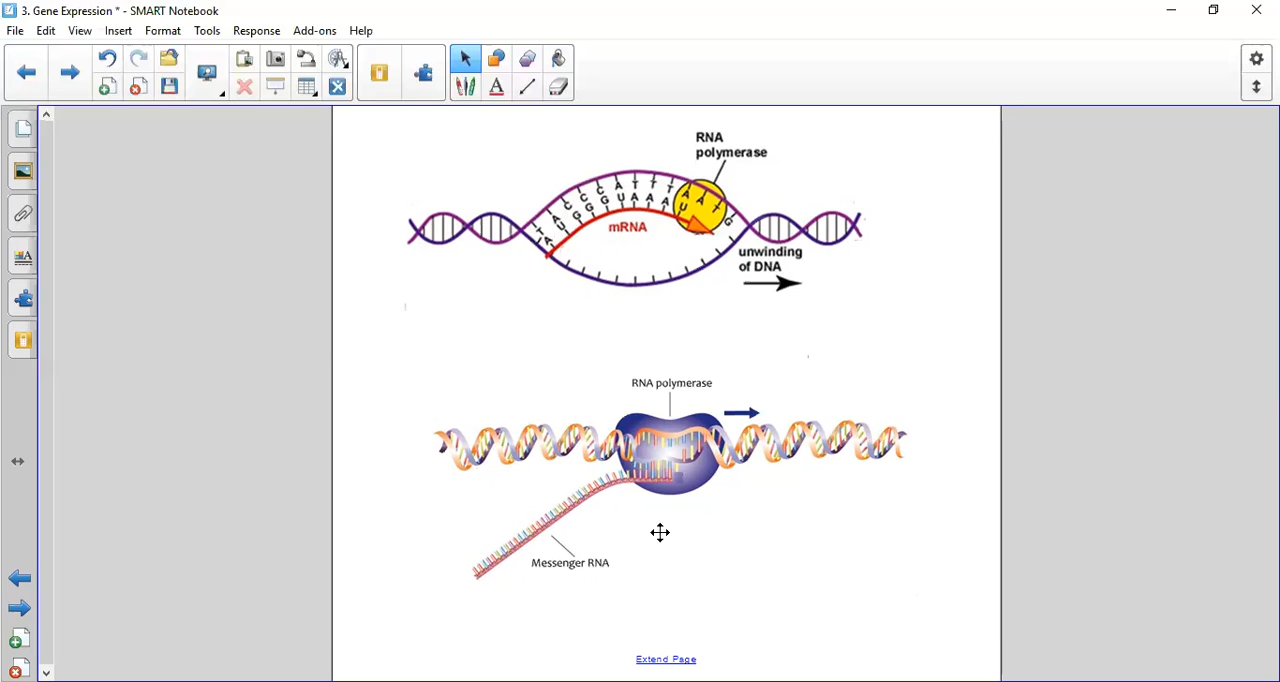 3. Gene Expression * - SMART Notebook
File Edit View Insert Format Tools Response Add-ons Help
RNA
polymerase
T A C C C A T T T A A T G
A U G G G U A A A U
mRNA
unwinding
of DNA
RNA polymerase
Messenger RNA
Extend Page